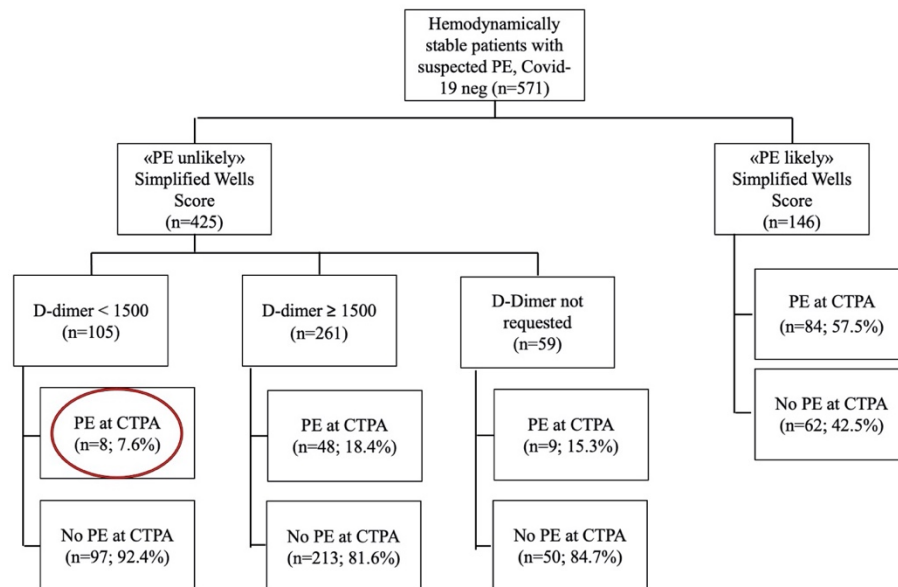 Hemodynamically
stable patients with
suspected PE, Covid-
19 neg (n=571)
«PE unlikely»
Simplified Wells
Score
(n=425)
«PE likely»
Simplified Wells
Score
(n=146)
D-dimer < 1500
(n=105)
D-dimer ≥ 1500
(n=261)
D-Dimer not
requested
(n=59)
PE at CTPA
(n=84; 57.5%)
No PE at CTPA
(n=62; 42.5%)
PE at CTPA
(n=8; 7.6%)
PE at CTPA
(n=48; 18.4%)
PE at CTPA
(n=9; 15.3%)
No PE at CTPA
(n=97; 92.4%)
No PE at CTPA
(n=213; 81.6%)
No PE at CTPA
(n=50; 84.7%)